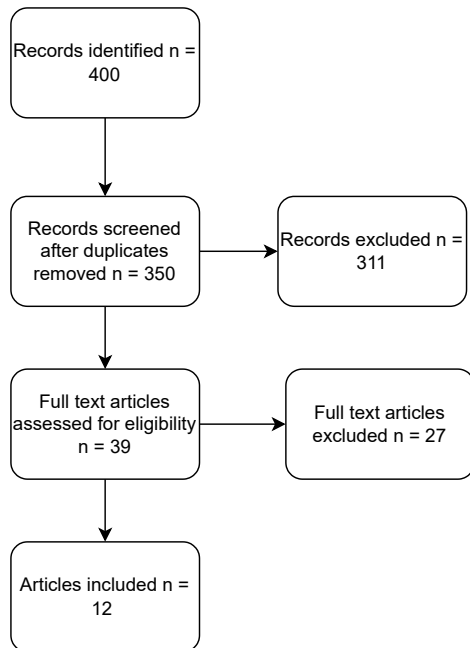 Records identified n =
400
Records screened
after duplicates
removed n = 350
Records excluded n =
311
Full text articles
assessed for eligibility
n = 39
Full text articles
excluded n = 27
Articles included n =
12